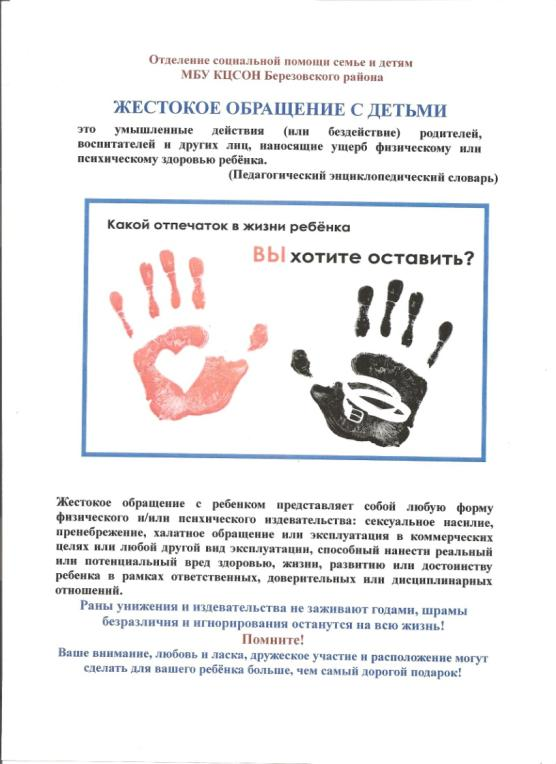 Отделение социальной помощи семье и детям
МБУ КЦСОН Березовского района
ЖЕСТОКОЕ ОБРАЩЕНИЕ С ДЕТЬМИ
это умышленные действия (или бездействие) родителей,
воспитателей и других лиц, наносящие ущерб физическому или
психическому здоровью ребёнка.
(Педагогический энциклопедический словарь)
Какой отпечаток в жизни ребёнка
ВЫ хотите оставить?
Жестокое обращение с ребенком представляет собой любую форму
физического и/или психического издевательства: сексуальное насилие,
пренебрежение, халатное обращение или эксплуатация в коммерческих
целях или любой другой вид эксплуатации, способный нанести реальный
или потенциальный вред здоровью, жизни, развитию или достоинству
ребенка в рамках ответственных, доверительных или дисциплинарных
отношений.
Раны унижения и издевательства не заживают годами, шрамы
безразличия и игнорирования останутся на всю жизнь!
Помните!
Ваше внимание, любовь и ласка, дружеское участие и расположение могут
сделать для вашего ребёнка больше, чем самый дорогой подарок!